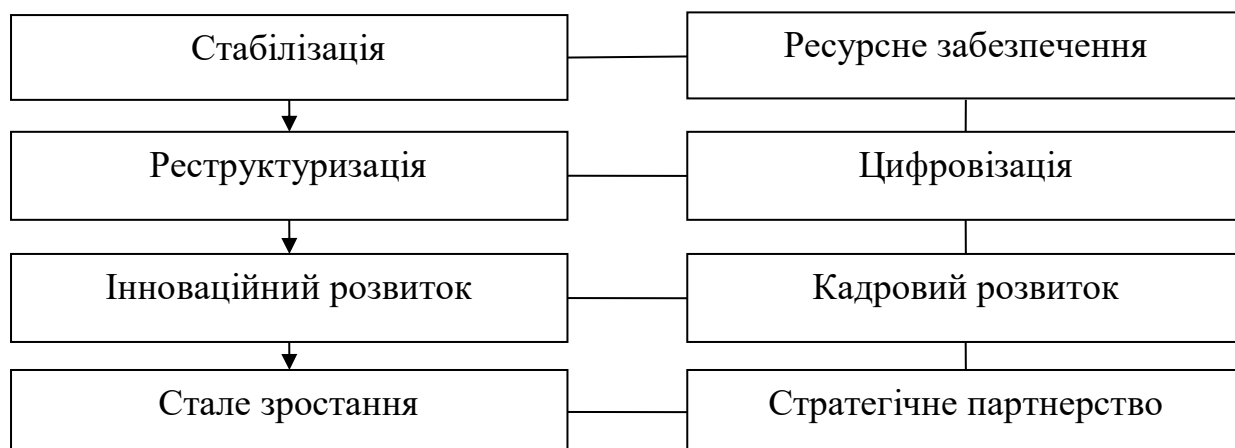 Стабілізація
Ресурсне забезпечення
Реструктуризація
Цифровізація
Інноваційний розвиток
Кадровий розвиток
Стале зростання
Стратегічне партнерство